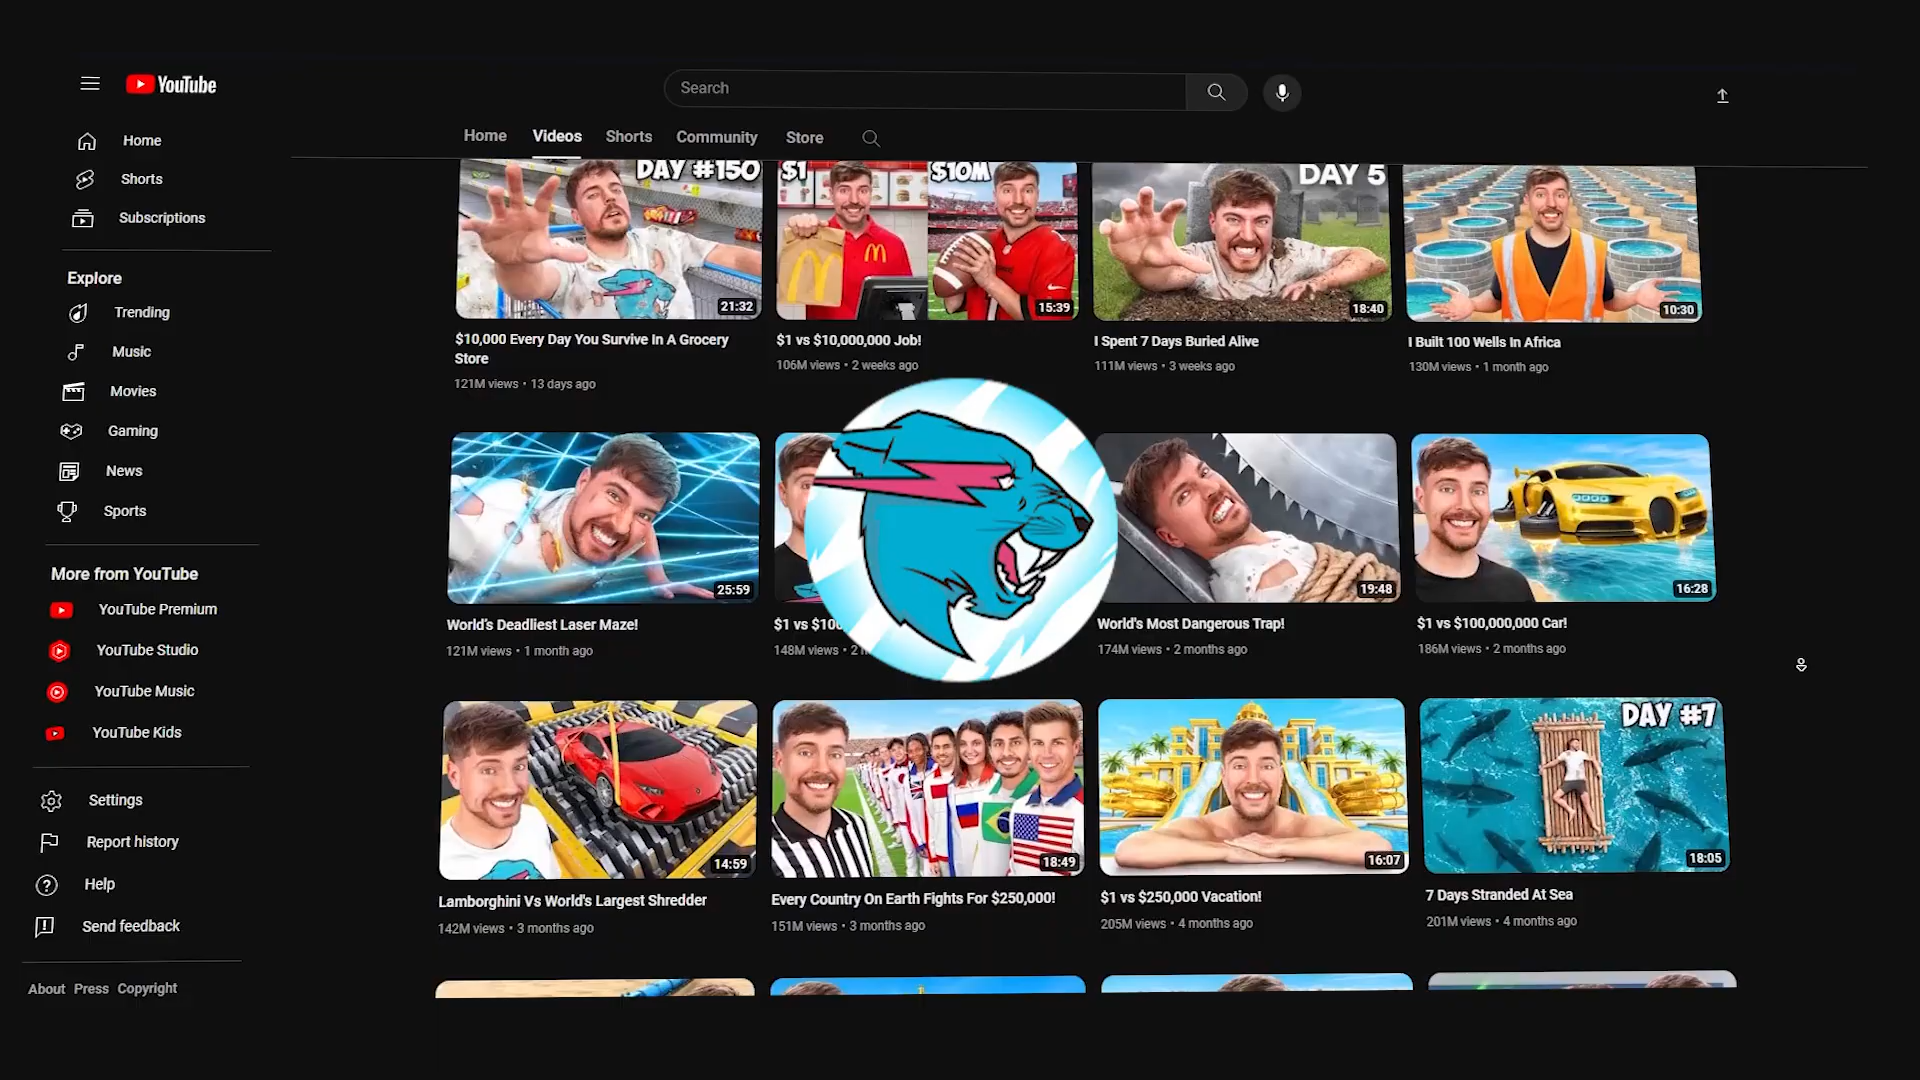 YouTube
Search
Home
Shorts
Subscriptions
Explore
Trending
Music
Movies
Gaming
News
Sports
More from YouTube
YouTube Premium
YouTube Studio
YouTube Music
YouTube Kids
Settings
Report history
Help
Send feedback
About Press Copyright
Home Videos Shorts Community Store
DAY #150
21:32
$10,000 Every Day You Survive In A Grocery
Store
121M views • 13 days ago
$1
$10M
15:39
$1 vs $10,000,000 Job!
106M views • 2 weeks ago
DAY 5
18:40
I Spent 7 Days Buried Alive
111M views • 3 weeks ago
10:30
I Built 100 Wells In Africa
130M views • 1 month ago
25:59
World's Deadliest Laser Maze!
121M views • 1 month ago
$1 vs $100
148M views • 2
19:48
World's Most Dangerous Trap!
174M views • 2 months ago
16:28
$1 vs $100,000,000 Car!
186M views • 2 months ago
14:59
Lamborghini Vs World's Largest Shredder
142M views • 3 months ago
18:49
Every Country On Earth Fights For $250,000!
151M views • 3 months ago
16:07
$1 vs $250,000 Vacation!
205M views • 4 months ago
DAY #7
18:05
7 Days Stranded At Sea
201M views • 4 months ago